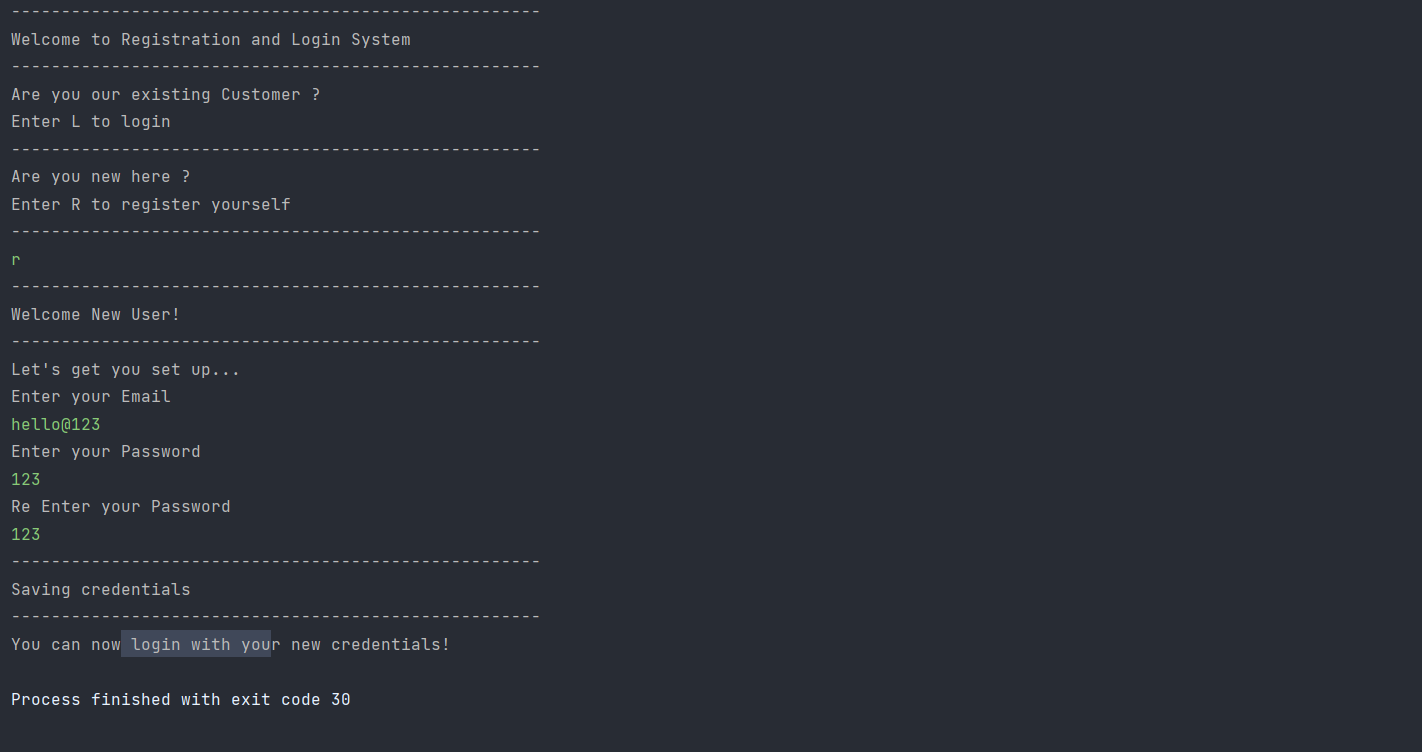 -----------------------------------------------------
Welcome to Registration and Login System
-----------------------------------------------------
Are you our existing Customer ?
Enter L to login
-----------------------------------------------------
Are you new here ?
Enter R to register yourself
-----------------------------------------------------
r
-----------------------------------------------------
Welcome New User!
-----------------------------------------------------
Let's get you set up...
Enter your Email
hello@123
Enter your Password
123
Re Enter your Password
123
-----------------------------------------------------
Saving credentials
-----------------------------------------------------
You can now login with your new credentials!
Process finished with exit code 30